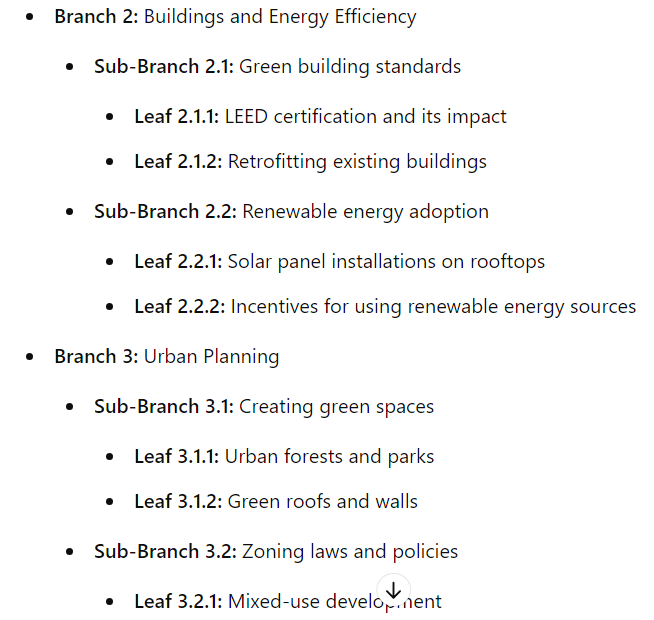 Branch 2: Buildings and Energy Efficiency
Sub-Branch 2.1: Green building standards
Leaf 2.1.1: LEED certification and its impact
Leaf 2.1.2: Retrofitting existing buildings
Sub-Branch 2.2: Renewable energy adoption
Leaf 2.2.1: Solar panel installations on rooftops
Leaf 2.2.2: Incentives for using renewable energy sources
Branch 3: Urban Planning
Sub-Branch 3.1: Creating green spaces
Leaf 3.1.1: Urban forests and parks
Leaf 3.1.2: Green roofs and walls
Sub-Branch 3.2: Zoning laws and policies
Leaf 3.2.1: Mixed-use development